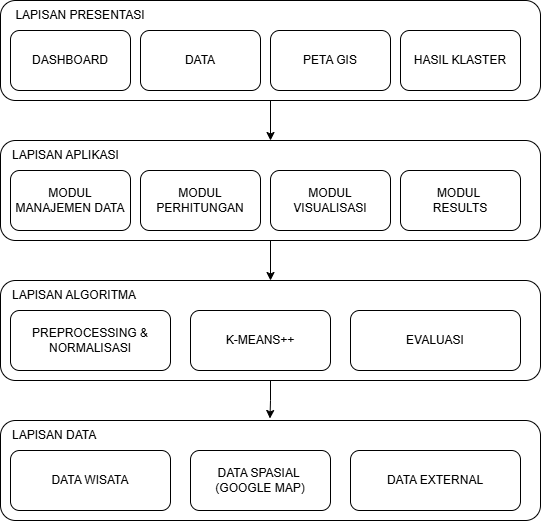 LAPISAN PRESENTASI
DASHBOARD
DATA
PETA GIS
HASIL KLASTER
LAPISAN APLIKASI
MODUL
MANAJEMEN DATA
MODUL
PERHITUNGAN
MODUL
VISUALISASI
MODUL
RESULTS
LAPISAN ALGORITMA
PREPROCESSING &
NORMALISASI
K-MEANS++
EVALUASI
LAPISAN DATA
DATA WISATA
DATA SPASIAL
(GOOGLE MAP)
DATA EXTERNAL